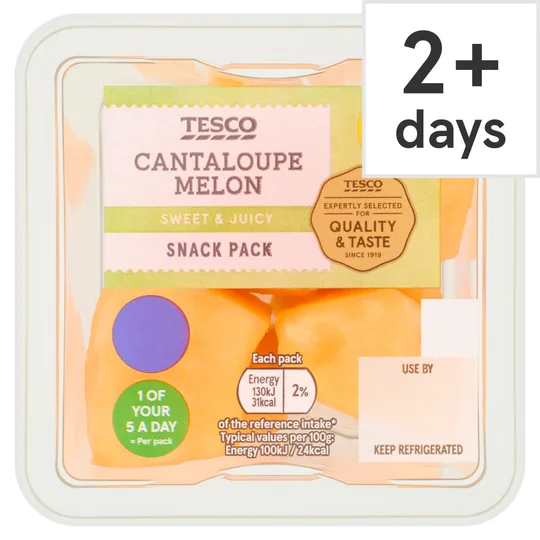 2+
days
TESCO
CANTALOUPE
MELON
SWEET & JUICY
SNACK PACK
TESCO
EXPERTLY SELECTED
FOR
QUALITY
& TASTE
SINCE 1919
1 OF
YOUR
5 A DAY
= Per pack
Each pack
Energy
130kJ
31kcal
2%
of the reference intake*
Typical values per 100g:
Energy 100kJ / 24kcal
USE BY
KEEP REFRIGERATED